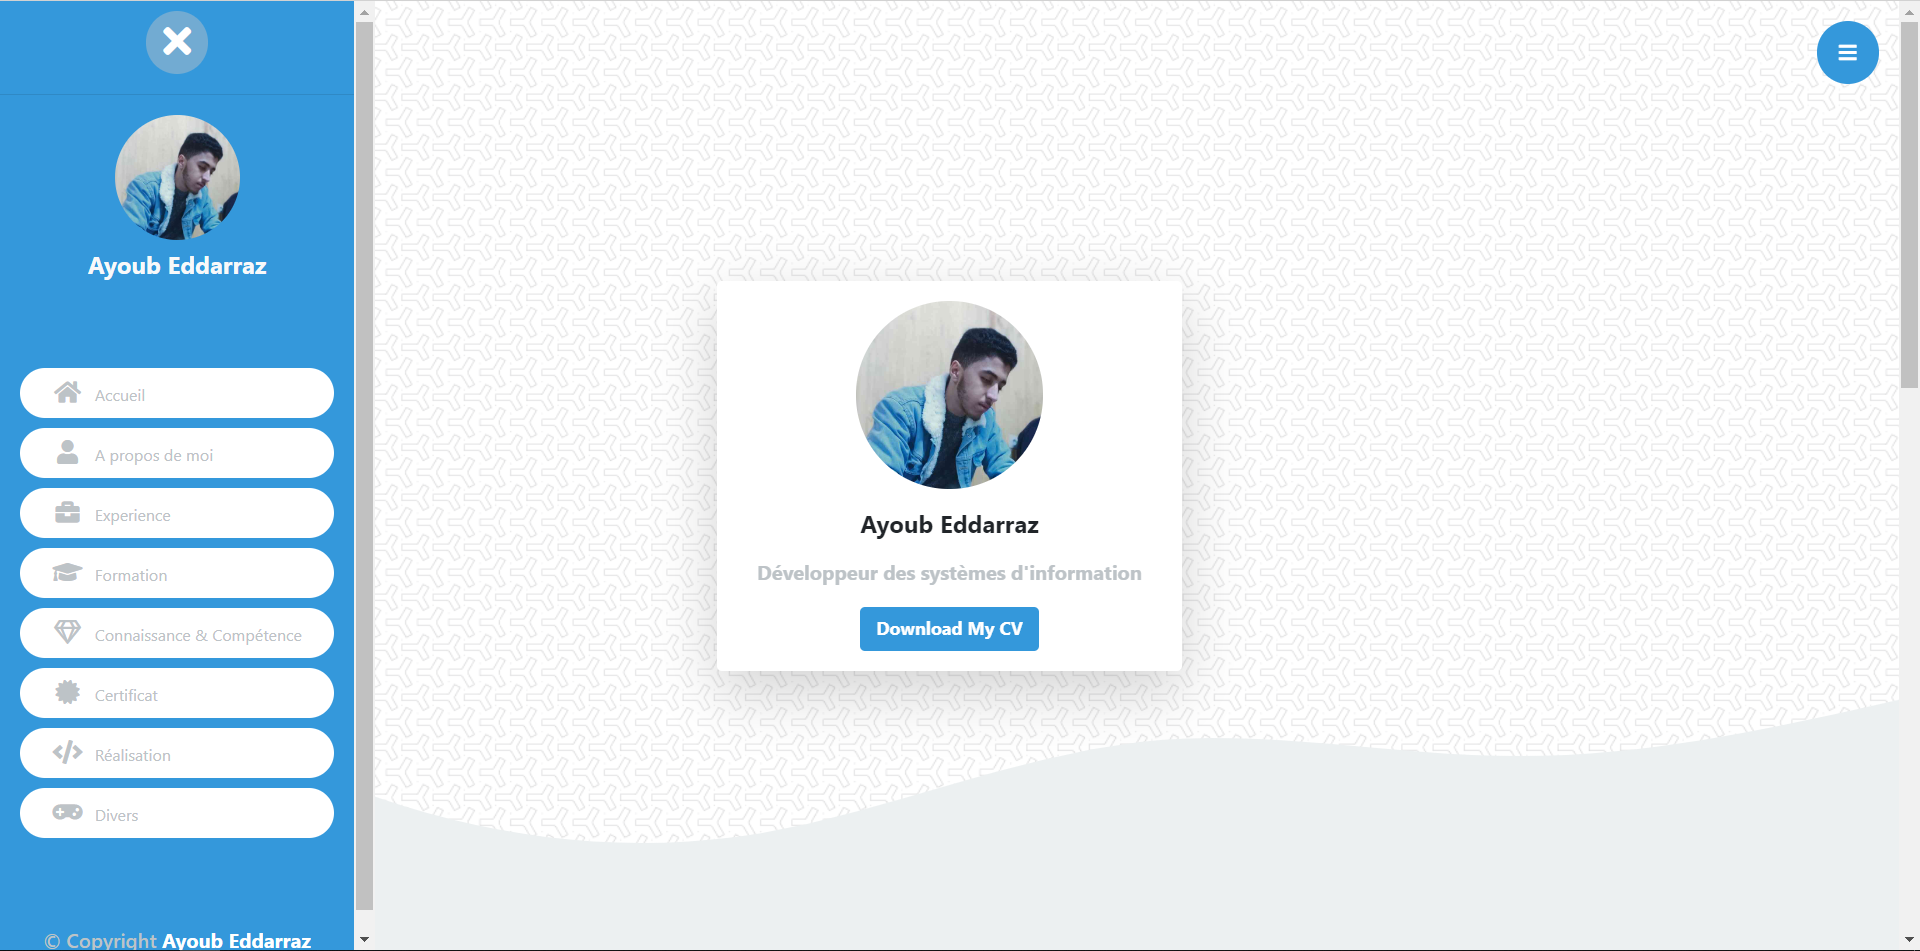 Ayoub Eddarraz
Accueil
A propos de moi
Experience
Formation
Connaissance & Compétence
Certificat
Réalisation
Divers
© Copyright Ayoub Eddarraz
Ayoub Eddarraz
Développeur des systèmes d'information
Download My CV